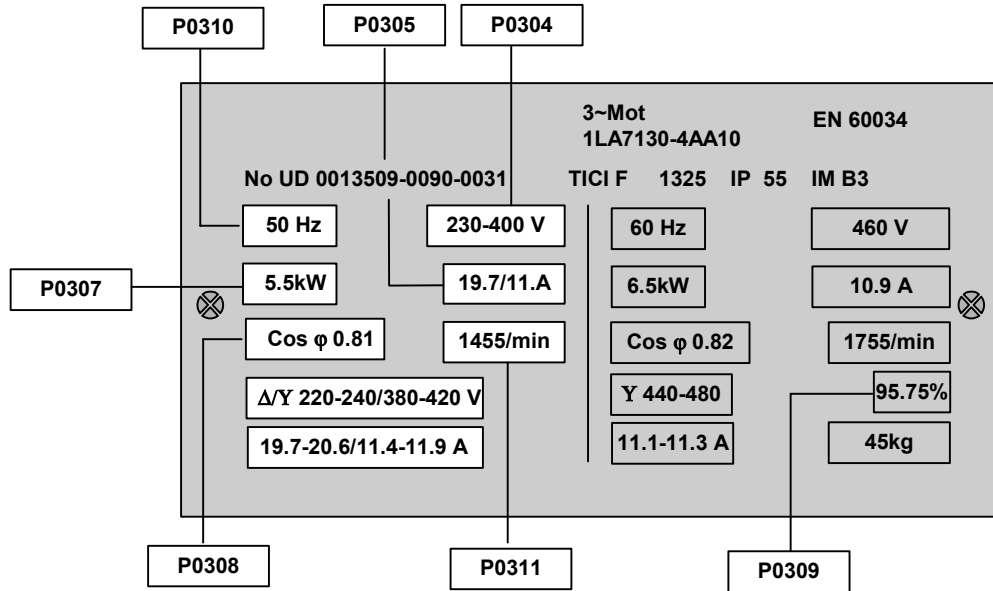 P0310 P0305 P0304
3~Mot EN 60034
1LA7130-4AA10
No UD 0013509-0090-0031 TICI F 1325 IP 55 IM B3
50 Hz 230-400 V 60 Hz 460 V
P0307 5.5kW 19.7/11.A 6.5kW 10.9 A
Cos φ 0.81 1455/min Cos φ 0.82 1755/min
Δ/Y 220-240/380-420 V Y 440-480 95.75%
19.7-20.6/11.4-11.9 A 11.1-11.3 A 45kg
P0308 P0311 P0309